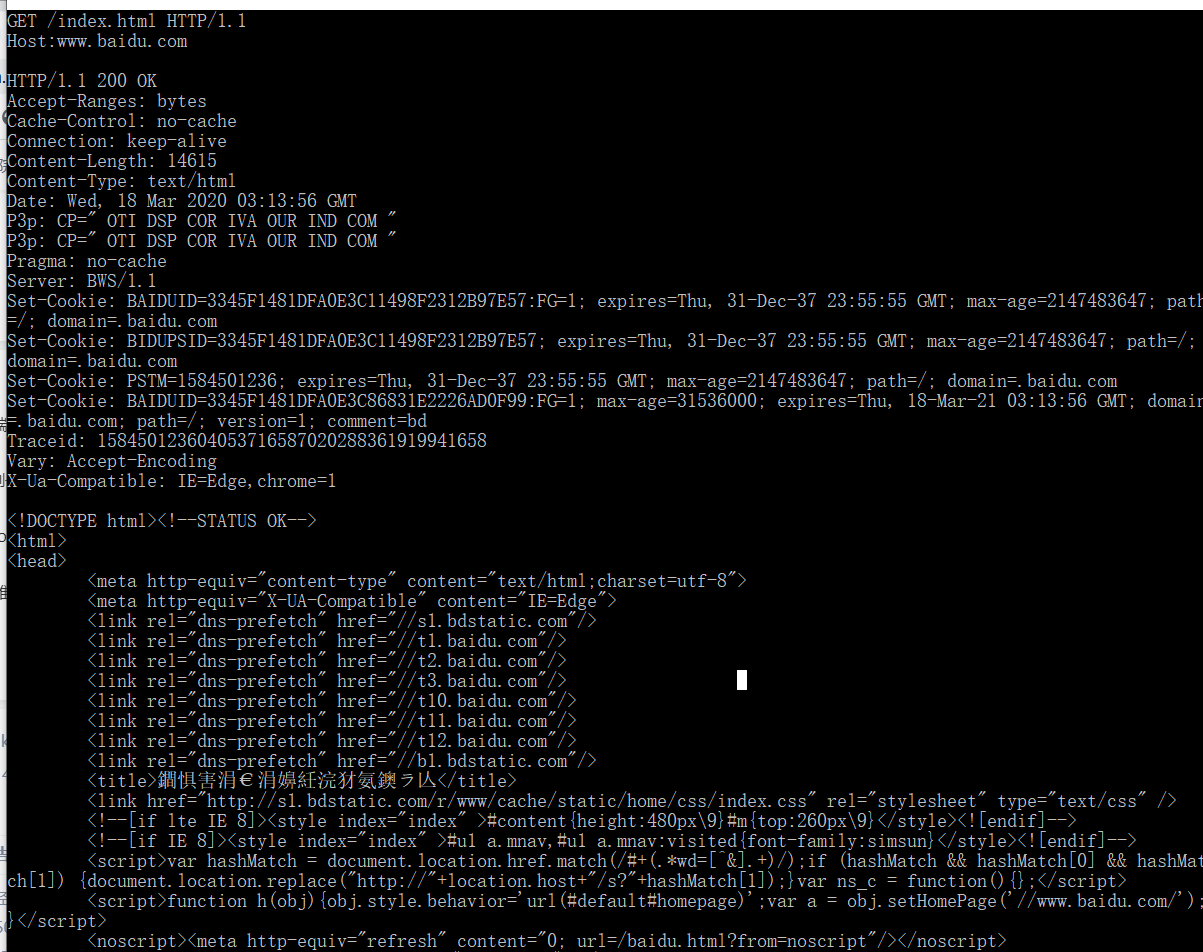 GET /index.html HTTP/1.1
Host:www.baidu.com
HTTP/1.1 200 OK
Accept-Ranges: bytes
Cache-Control: no-cache
Connection: keep-alive
Content-Length: 14615
Content-Type: text/html
Date: Wed, 18 Mar 2020 03:13:56 GMT
P3p: CP=" OTI DSP COR IVA OUR IND COM "
P3p: CP=" OTI DSP COR IVA OUR IND COM "
Pragma: no-cache
Server: BWS/1.1
Set-Cookie: BAIDUID=3345F1481DFA0E3C11498F2312B97E57:FG=1; expires=Thu, 31-Dec-37 23:55:55 GMT; max-age=2147483647; path
=/; domain=.baidu.com
Set-Cookie: BIDUPSID=3345F1481DFA0E3C11498F2312B97E57; expires=Thu, 31-Dec-37 23:55:55 GMT; max-age=2147483647; path=/;
domain=.baidu.com
Set-Cookie: PSTM=1584501236; expires=Thu, 31-Dec-37 23:55:55 GMT; max-age=2147483647; path=/; domain=.baidu.com
Set-Cookie: BAIDUID=3345F1481DFA0E3C86831E2226AD0F99:FG=1; max-age=31536000; expires=Thu, 18-Mar-21 03:13:56 GMT; domain
=.baidu.com; path=/; version=1; comment=bd
Traceid: 158450123604053716587020288361919941658
Vary: Accept-Encoding
X-Ua-Compatible: IE=Edge,chrome=1
<!DOCTYPE html><!--STATUS OK-->
<html>
<head>
<meta http-equiv="content-type" content="text/html;charset=utf-8">
<meta http-equiv="X-UA-Compatible" content="IE=Edge">
<link rel="dns-prefetch" href="//s1.bdstatic.com"/>
<link rel="dns-prefetch" href="//t1.baidu.com"/>
<link rel="dns-prefetch" href="//t2.baidu.com"/>
<link rel="dns-prefetch" href="//t3.baidu.com"/>
<link rel="dns-prefetch" href="//t10.baidu.com"/>
<link rel="dns-prefetch" href="//t11.baidu.com"/>
<link rel="dns-prefetch" href="//t12.baidu.com"/>
<link rel="dns-prefetch" href="//b1.bdstatic.com"/>
<title>鐧惧害涓€涓嬶紝浣犲氨鐭ラ亾</title>
<link href="http://s1.bdstatic.com/r/www/cache/static/home/css/index.css" rel="stylesheet" type="text/css" />
<!--[if lte IE 8]><style index="index" >#content{height:480px\9}#m{top:260px\9}</style><![endif]-->
<!--[if IE 8]><style index="index" >#ul a.mnav,#ul a.mnav:visited{font-family:simsun}</style><![endif]-->
<script>var hashMatch = document.location.href.match(/#+(.*wd=[^&].+)/);if (hashMatch && hashMatch[0] && hashMat
ch[1]) {document.location.replace("http://"+location.host+"/s?"+hashMatch[1]);}var ns_c = function(){};</script>
<script>function h(obj){obj.style.behavior='url(#default#homepage)';var a = obj.setHomePage('//www.baidu.com/');
}</script>
<noscript><meta http-equiv="refresh" content="0; url=/baidu.html?from=noscript"/></noscript>